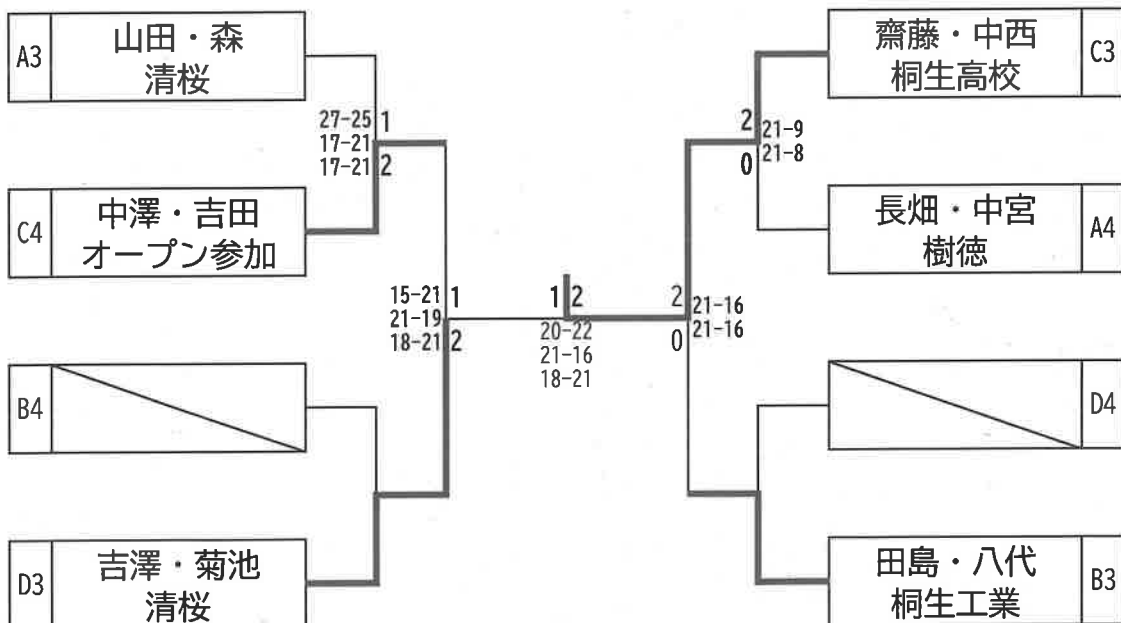 A3
山田・森
清桜
C4
中澤・吉田
オープン参加
B4
D3
吉澤・菊池
清桜
27-25
17-21
17-21
1
2
15-21
21-19
18-21
1
2
1
2
20-22
21-16
18-21
2
0
21-16
21-16
2
0
21-9
21-8
齋藤・中西
桐生高校
C3
長畑・中宮
樹徳
A4
D4
田島・八代
桐生工業
B3